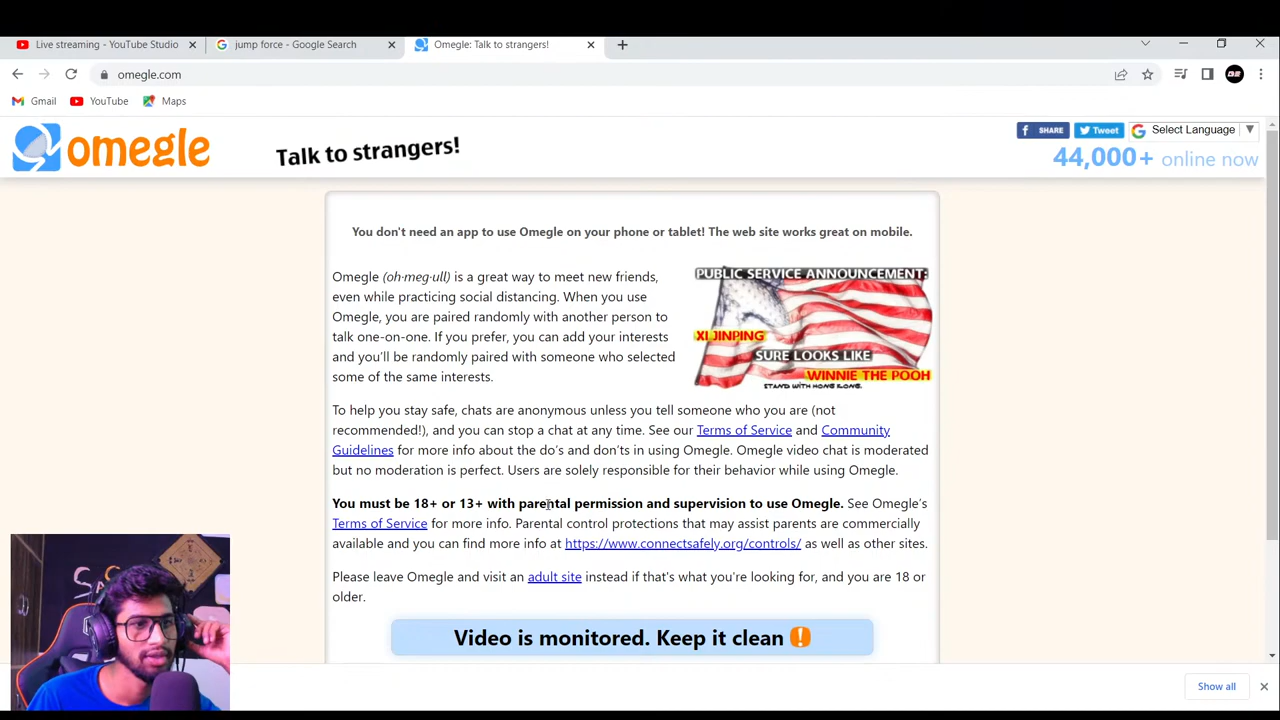 Live streaming - YouTube Studio
jump force - Google Search
Omegle: Talk to strangers!
omegle.com
Gmail
YouTube
Maps
omegle
Talk to strangers!
SHARE
Tweet
Select Language
44,000+ online now
You don't need an app to use Omegle on your phone or tablet! The web site works great on mobile.
Omegle (oh·meg·ull) is a great way to meet new friends,
even while practicing social distancing. When you use
Omegle, you are paired randomly with another person to
talk one-on-one. If you prefer, you can add your interests
and you'll be randomly paired with someone who selected
some of the same interests.
PUBLIC SERVICE ANNOUNCEMENT:
XI JINPING
SURE LOOKS LIKE
WINNIE THE POOH
STAND WITH HONG KONG.
To help you stay safe, chats are anonymous unless you tell someone who you are (not
recommended!), and you can stop a chat at any time. See our Terms of Service and Community
Guidelines for more info about the do's and don'ts in using Omegle. Omegle video chat is moderated
but no moderation is perfect. Users are solely responsible for their behavior while using Omegle.
You must be 18+ or 13+ with parental permission and supervision to use Omegle. See Omegle's
Terms of Service for more info. Parental control protections that may assist parents are commercially
available and you can find more info at https://www.connectsafely.org/controls/ as well as other sites.
Please leave Omegle and visit an adult site instead if that's what you're looking for, and you are 18 or
older.
Video is monitored. Keep it clean
Show all